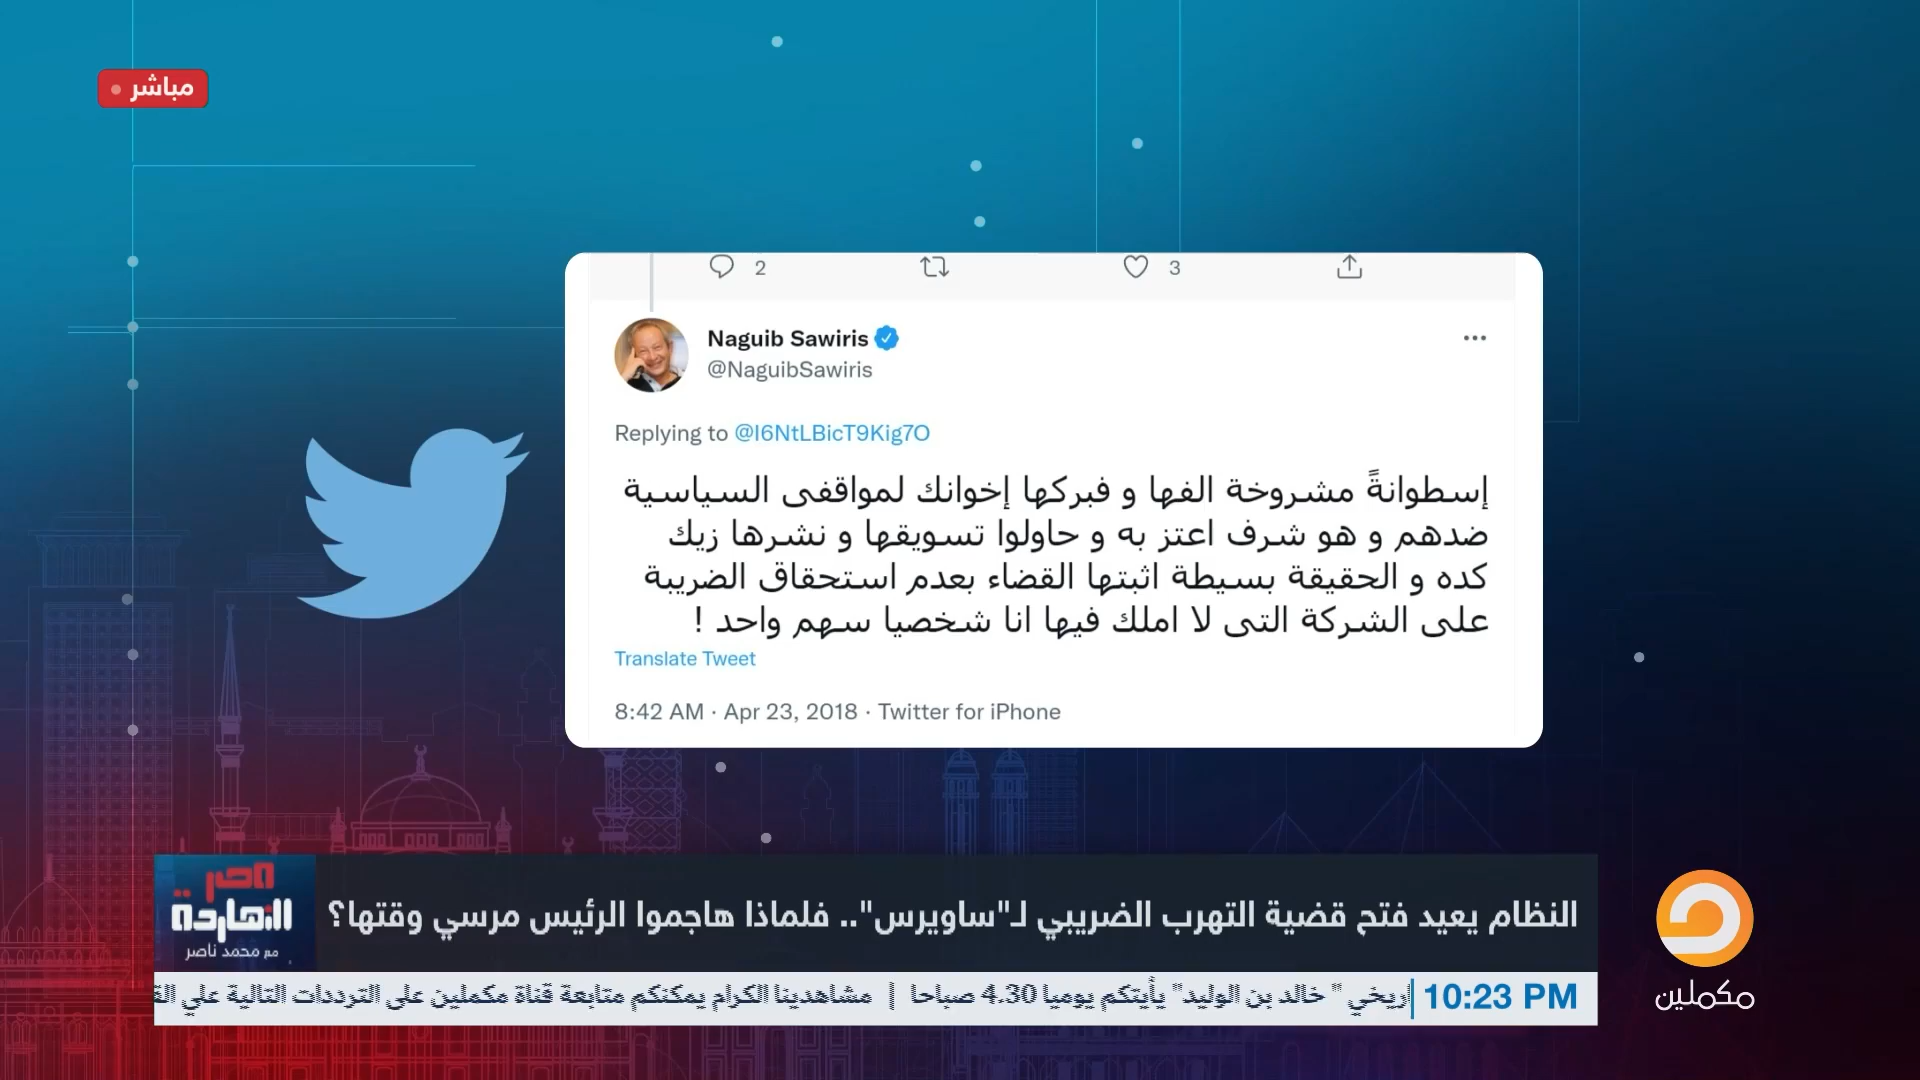 مباشر
2
3
Naguib Sawiris
@NaguibSawiris
Replying to @I6NtLBicT9Kig7O
إسطوانةً مشروخة الفها و فبركها إخوانك لمواقفى السياسية
ضدهم و هو شرف اعتز به و حاولوا تسويقها و نشرها زيك
كده و الحقيقة بسيطة اثبتها القضاء بعدم استحقاق الضريبة
على الشركة التى لا املك فيها انا شخصيا سهم واحد !
Translate Tweet
8:42 AM · Apr 23, 2018 · Twitter for iPhone
مصر
النهاردة
مع محمد ناصر
النظام يعيد فتح قضية التهرب الضريبي لـ"ساويرس".. فلماذا هاجموا الرئيس مرسي وقتها؟
10:23 PM
اريخي " خالد بن الوليد" يأيتكم يوميا 4.30 صباحا | مشاهدينا الكرام يمكنكم متابعة قناة مكملين على الترددات التالية علي
مكملين